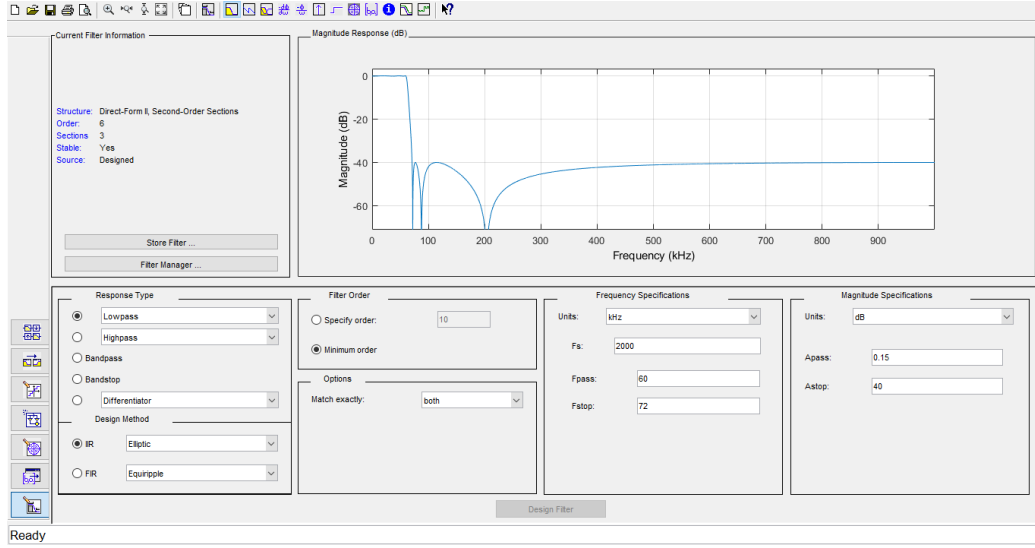 Current Filter Information
Structure: Direct-Form II, Second-Order Sections
Order: 6
Sections 3
Stable: Yes
Source: Designed
Store Filter ...
Filter Manager ...
Magnitude Response (dB)
Magnitude (dB)
0
-20
-40
-60
0 100 200 300 400 500 600 700 800 900
Frequency (kHz)
Response Type
Lowpass
Highpass
Bandpass
Bandstop
Differentiator
Design Method
IIR Elliptic
FIR Equiripple
Filter Order
Specify order: 10
Minimum order
Options
Match exactly: both
Frequency Specifications
Units: kHz
Fs: 2000
Fpass: 60
Fstop: 72
Magnitude Specifications
Units: dB
Apass: 0.15
Astop: 40
Design Filter
Ready